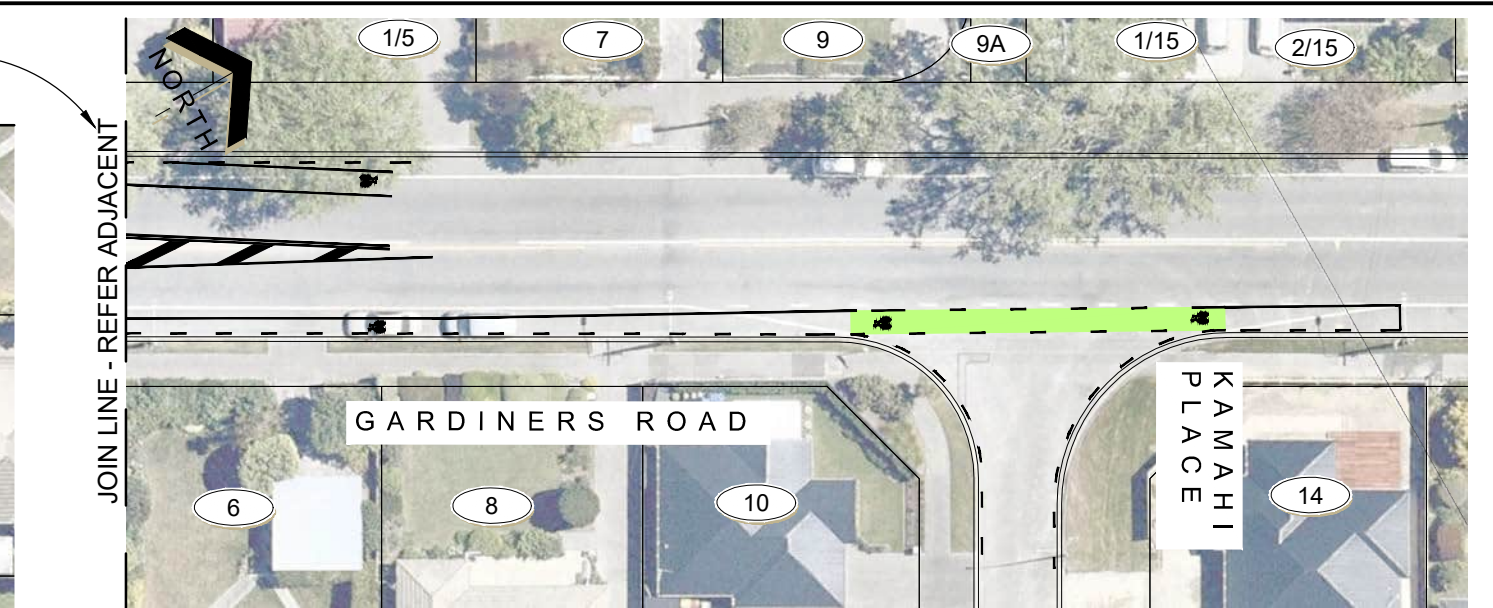 1/5
7
9
9A
1/15
2/15
NORTH
JOIN LINE - REFER ADJACENT
GARDINERS ROAD
KAMAHI
PLACE
6
8
10
14